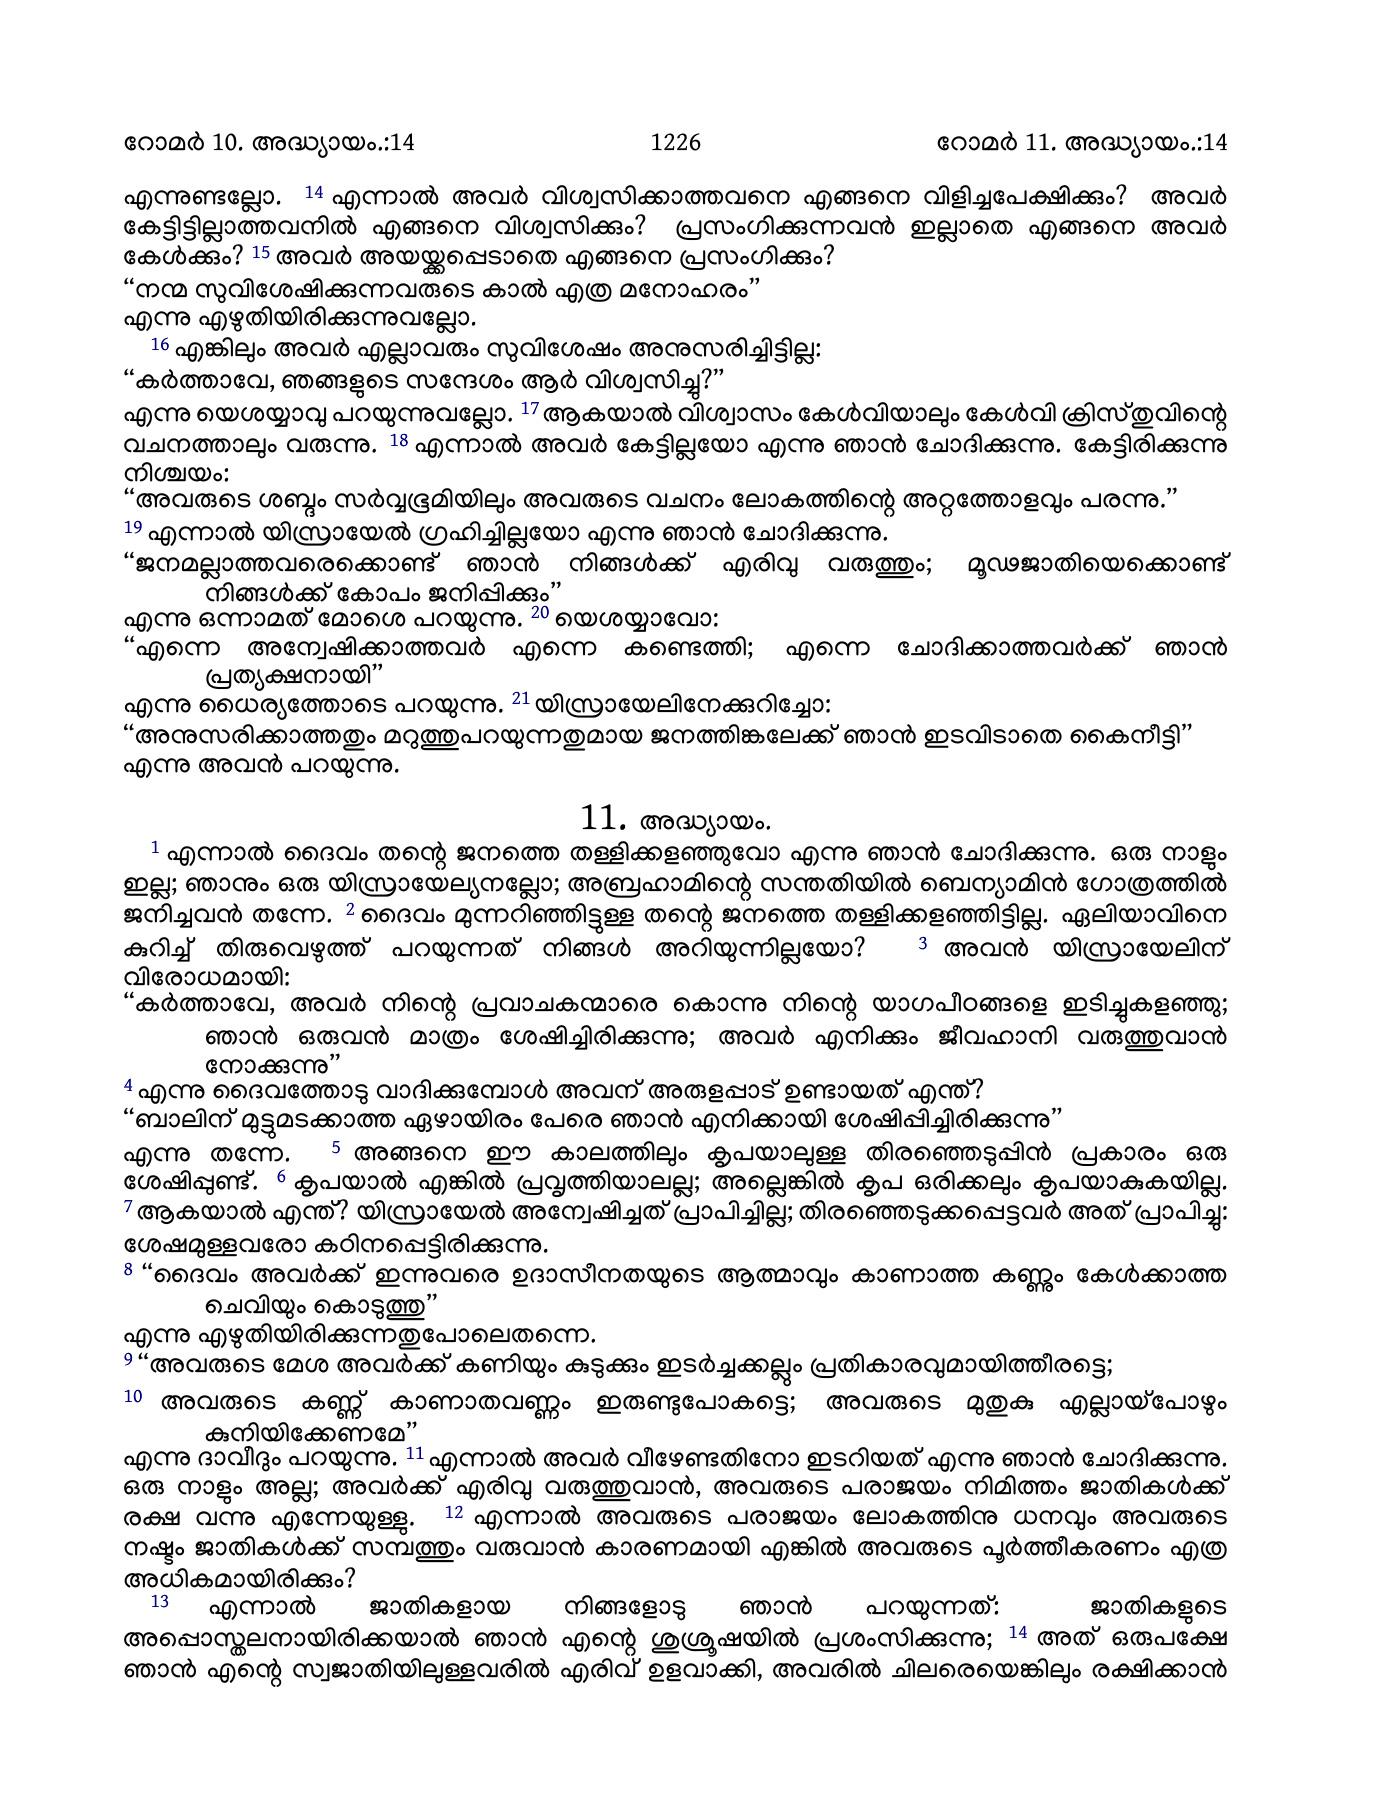 റോമർ 10. അദ്ധ്യായം.:14 1226 റോമർ 11. അദ്ധ്യായം.:14
എന്നുണ്ടല്ലോ. 14 എന്നാൽ അവർ വിശ്വസിക്കാത്തവനെ എങ്ങനെ വിളിച്ചപേക്ഷിക്കും? അവർ
കേട്ടിട്ടില്ലാത്തവനിൽ എങ്ങനെ വിശ്വസിക്കും? പ്രസംഗിക്കുന്നവൻ ഇല്ലാതെ എങ്ങനെ അവർ
കേൾക്കും? 15 അവർ അയയ്ക്കപ്പെടാതെ എങ്ങനെ പ്രസംഗിക്കും?
“നന്മ സുവിശേഷിക്കുന്നവരുടെ കാൽ എത്ര മനോഹരം”
എന്നു എഴുതിയിരിക്കുന്നുവല്ലോ.
16 എങ്കിലും അവർ എല്ലാവരും സുവിശേഷം അനുസരിച്ചിട്ടില്ല:
“കർത്താവേ, ഞങ്ങളുടെ സന്ദേശം ആർ വിശ്വസിച്ചു?”
എന്നു യെശയ്യാവു പറയുന്നുവല്ലോ. 17 ആകയാൽ വിശ്വാസം കേൾവിയാലും കേൾവി ക്രിസ്തുവിന്റെ
വചനത്താലും വരുന്നു. 18 എന്നാൽ അവർ കേട്ടില്ലയോ എന്നു ഞാൻ ചോദിക്കുന്നു. കേട്ടിരിക്കുന്നു
നിശ്ചയം:
“അവരുടെ ശബ്ദം സർവ്വഭൂമിയിലും അവരുടെ വചനം ലോകത്തിന്റെ അറ്റത്തോളവും പരന്നു.”
19 എന്നാൽ യിസ്രായേൽ ഗ്രഹിച്ചില്ലയോ എന്നു ഞാൻ ചോദിക്കുന്നു.
“ജനമല്ലാത്തവരെക്കൊണ്ട് ഞാൻ നിങ്ങൾക്ക് എരിവു വരുത്തും; മൂഢജാതിയെക്കൊണ്ട്
നിങ്ങൾക്ക് കോപം ജനിപ്പിക്കും”
എന്നു ഒന്നാമത് മോശെ പറയുന്നു. 20 യെശയ്യാവോ:
“എന്നെ അന്വേഷിക്കാത്തവർ എന്നെ കണ്ടെത്തി; എന്നെ ചോദിക്കാത്തവർക്ക് ഞാൻ
പ്രത്യക്ഷനായി”
എന്നു ധൈര്യത്തോടെ പറയുന്നു. 21 യിസ്രായേലിനേക്കുറിച്ചോ:
“അനുസരിക്കാത്തതും മറുത്തുപറയുന്നതുമായ ജനത്തിങ്കലേക്ക് ഞാൻ ഇടവിടാതെ കൈനീട്ടി”
എന്നു അവൻ പറയുന്നു.
11. അദ്ധ്യായം.
1 എന്നാൽ ദൈവം തന്റെ ജനത്തെ തള്ളിക്കളഞ്ഞുവോ എന്നു ഞാൻ ചോദിക്കുന്നു. ഒരു നാളും
ഇല്ല; ഞാനും ഒരു യിസ്രായേല്യനല്ലോ; അബ്രഹാമിന്റെ സന്തതിയിൽ ബെന്യാമിൻ ഗോത്രത്തിൽ
ജനിച്ചവൻ തന്നേ. 2 ദൈവം മുന്നറിഞ്ഞിട്ടുള്ള തന്റെ ജനത്തെ തള്ളിക്കളഞ്ഞിട്ടില്ല. ഏലിയാവിനെ
കുറിച്ച് തിരുവെഴുത്ത് പറയുന്നത് നിങ്ങൾ അറിയുന്നില്ലയോ? 3 അവൻ യിസ്രായേലിന്
വിരോധമായി:
“കർത്താവേ, അവർ നിന്റെ പ്രവാചകന്മാരെ കൊന്നു നിന്റെ യാഗപീഠങ്ങളെ ഇടിച്ചുകളഞ്ഞു;
ഞാൻ ഒരുവൻ മാത്രം ശേഷിച്ചിരിക്കുന്നു; അവർ എനിക്കും ജീവഹാനി വരുത്തുവാൻ
നോക്കുന്നു”
4 എന്നു ദൈവത്തോടു വാദിക്കുമ്പോൾ അവന് അരുളപ്പാട് ഉണ്ടായത് എന്ത്?
“ബാലിന് മുട്ടുമടക്കാത്ത ഏഴായിരം പേരെ ഞാൻ എനിക്കായി ശേഷിപ്പിച്ചിരിക്കുന്നു”
എന്നു തന്നേ. 5 അങ്ങനെ ഈ കാലത്തിലും കൃപയാലുള്ള തിരഞ്ഞെടുപ്പിൻ പ്രകാരം ഒരു
ശേഷിപ്പുണ്ട്. 6 കൃപയാൽ എങ്കിൽ പ്രവൃത്തിയാലല്ല; അല്ലെങ്കിൽ കൃപ ഒരിക്കലും കൃപയാകുകയില്ല.
7 ആകയാൽ എന്ത്? യിസ്രായേൽ അന്വേഷിച്ചത് പ്രാപിച്ചില്ല; തിരഞ്ഞെടുക്കപ്പെട്ടവർ അത് പ്രാപിച്ചു:
ശേഷമുള്ളവരോ കഠിനപ്പെട്ടിരിക്കുന്നു.
8 “ദൈവം അവർക്ക് ഇന്നുവരെ ഉദാസീനതയുടെ ആത്മാവും കാണാത്ത കണ്ണും കേൾക്കാത്ത
ചെവിയും കൊടുത്തു”
എന്നു എഴുതിയിരിക്കുന്നതുപോലെതന്നെ.
9 “അവരുടെ മേശ അവർക്ക് കണിയും കുടുക്കും ഇടർച്ചക്കല്ലും പ്രതികാരവുമായിത്തീരട്ടെ;
10 അവരുടെ കണ്ണ് കാണാതവണ്ണം ഇരുണ്ടുപോകട്ടെ; അവരുടെ മുതുകു എല്ലായ്പോഴും
കുനിയിക്കേണമേ”
എന്നു ദാവീദും പറയുന്നു. 11 എന്നാൽ അവർ വീഴേണ്ടതിനോ ഇടറിയത് എന്നു ഞാൻ ചോദിക്കുന്നു.
ഒരു നാളും അല്ല; അവർക്ക് എരിവു വരുത്തുവാൻ, അവരുടെ പരാജയം നിമിത്തം ജാതികൾക്ക്
രക്ഷ വന്നു എന്നേയുള്ളു. 12 എന്നാൽ അവരുടെ പരാജയം ലോകത്തിനു ധനവും അവരുടെ
നഷ്ടം ജാതികൾക്ക് സമ്പത്തും വരുവാൻ കാരണമായി എങ്കിൽ അവരുടെ പൂർത്തീകരണം എത്ര
അധികമായിരിക്കും?
13 എന്നാൽ ജാതികളായ നിങ്ങളോടു ഞാൻ പറയുന്നത്: ജാതികളുടെ
അപ്പൊസ്തലനായിരിക്കയാൽ ഞാൻ എന്റെ ശുശ്രൂഷയിൽ പ്രശംസിക്കുന്നു; 14 അത് ഒരുപക്ഷേ
ഞാൻ എന്റെ സ്വജാതിയിലുള്ളവരിൽ എരിവ് ഉളവാക്കി, അവരിൽ ചിലരെയെങ്കിലും രക്ഷിക്കാൻ